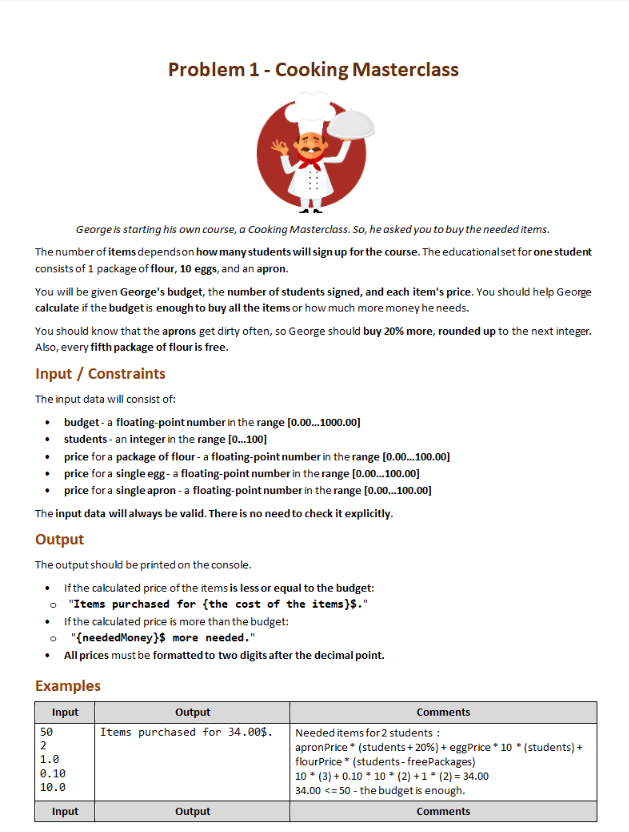 Problem 1 - Cooking Masterclass
George is starting his own course, a Cooking Masterclass. So, he asked you to buy the needed items.
The number of items depends on how many students will sign up for the course. The educational set for one student
consists of 1 package of flour, 10 eggs, and an apron.
You will be given George's budget, the number of students signed, and each item's price. You should help George
calculate if the budget is enough to buy all the items or how much more money he needs.
You should know that the aprons get dirty often, so George should buy 20% more, rounded up to the next integer.
Also, every fifth package of flour is free.
Input / Constraints
The input data will consist of:
• budget - a floating-point number in the range [0.00…1000.00]
• students - an integer in the range [0…100]
• price for a package of flour - a floating-point number in the range [0.00…100.00]
• price for a single egg - a floating-point number in the range [0.00…100.00]
• price for a single apron - a floating-point number in the range [0.00…100.00]
The input data will always be valid. There is no need to check it explicitly.
Output
The output should be printed on the console.
• If the calculated price of the items is less or equal to the budget:
o "Items purchased for {the cost of the items}$."
• If the calculated price is more than the budget:
o "{neededMoney}$ more needed."
• All prices must be formatted to two digits after the decimal point.
Examples
Input Output Comments
50 Items purchased for 34.00$. Needed items for 2 students :
2 apronPrice * (students + 20%) + eggPrice * 10 * (students) +
1.0 flourPrice * (students - freePackages)
0.10 10 * (3) + 0.10 * 10 * (2) + 1 * (2) = 34.00
10.0 34.00 <= 50 - the budget is enough.
Input Output Comments